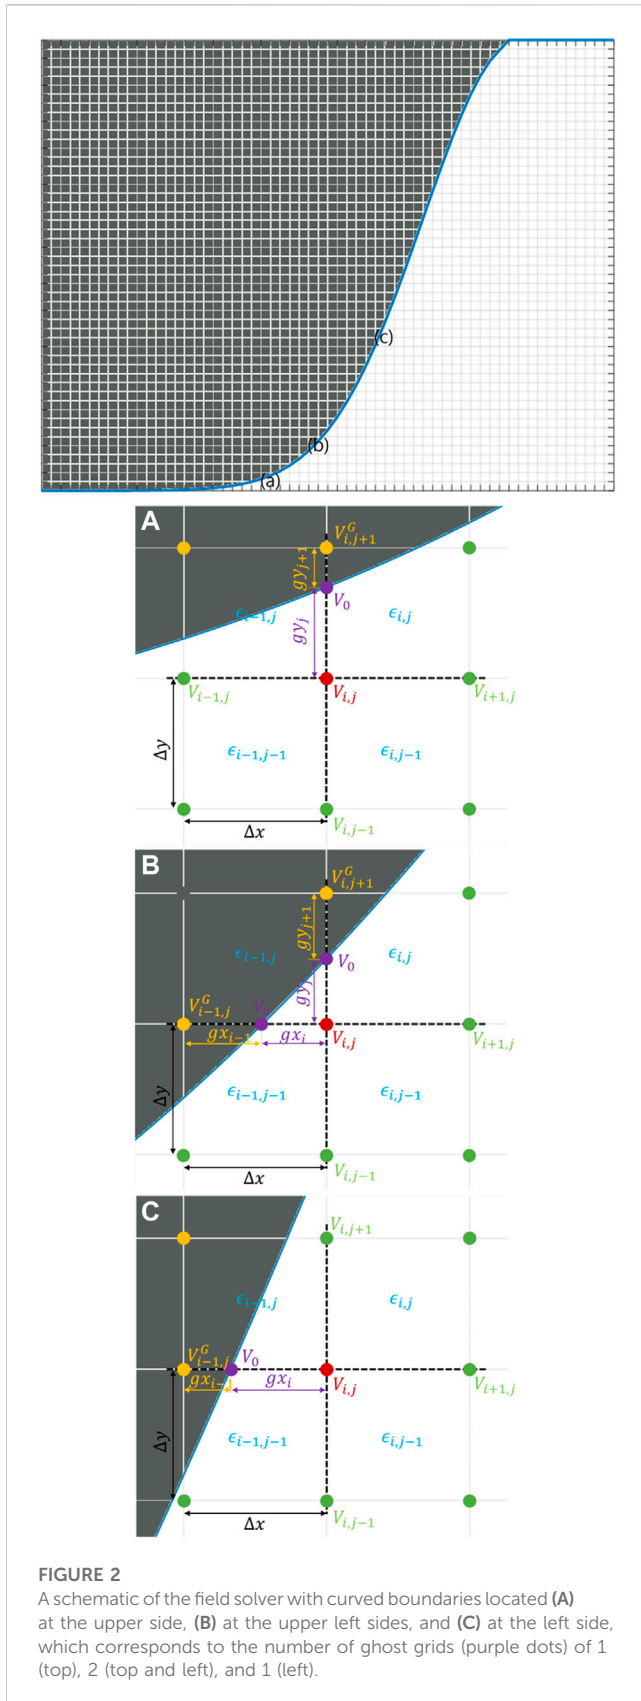 (c)
(b)
(a)
A
V^G_{i,j+1}
gy_{j+1}
V_0
ϵ_{i−1,j}
ϵ_{i,j}
gy_j
V_{i−1,j}
V_{i,j}
V_{i+1,j}
Δy
ϵ_{i−1,j−1}
ϵ_{i,j−1}
Δx
V_{i,j−1}
B
V^G_{i,j+1}
gy_{j+1}
ϵ_{i−1,j}
ϵ_{i,j}
V_0
gy_j
V^G_{i−1,j}
V
gx_{i−1}
gx_i
V_{i,j}
V_{i+1,j}
Δy
ϵ_{i−1,j−1}
ϵ_{i,j−1}
Δx
V_{i,j−1}
C
V_{i,j+1}
ϵ_{i−1,j}
ϵ_{i,j}
V^G_{i−1,j}
V_0
gx_{i−1}
gx_i
V_{i,j}
V_{i+1,j}
Δy
ϵ_{i−1,j−1}
ϵ_{i,j−1}
Δx
V_{i,j−1}
FIGURE 2
A schematic of the field solver with curved boundaries located (A)
at the upper side, (B) at the upper left sides, and (C) at the left side,
which corresponds to the number of ghost grids (purple dots) of 1
(top), 2 (top and left), and 1 (left).